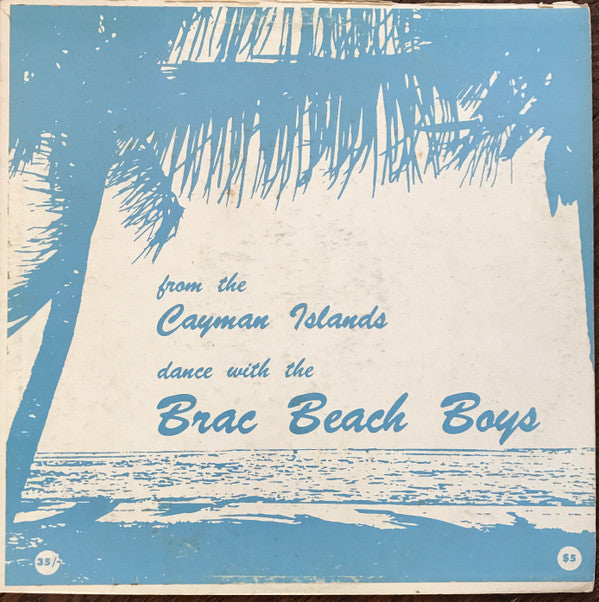 from the
Cayman Islands
dance with the
Brac Beach Boys
35/-
$5